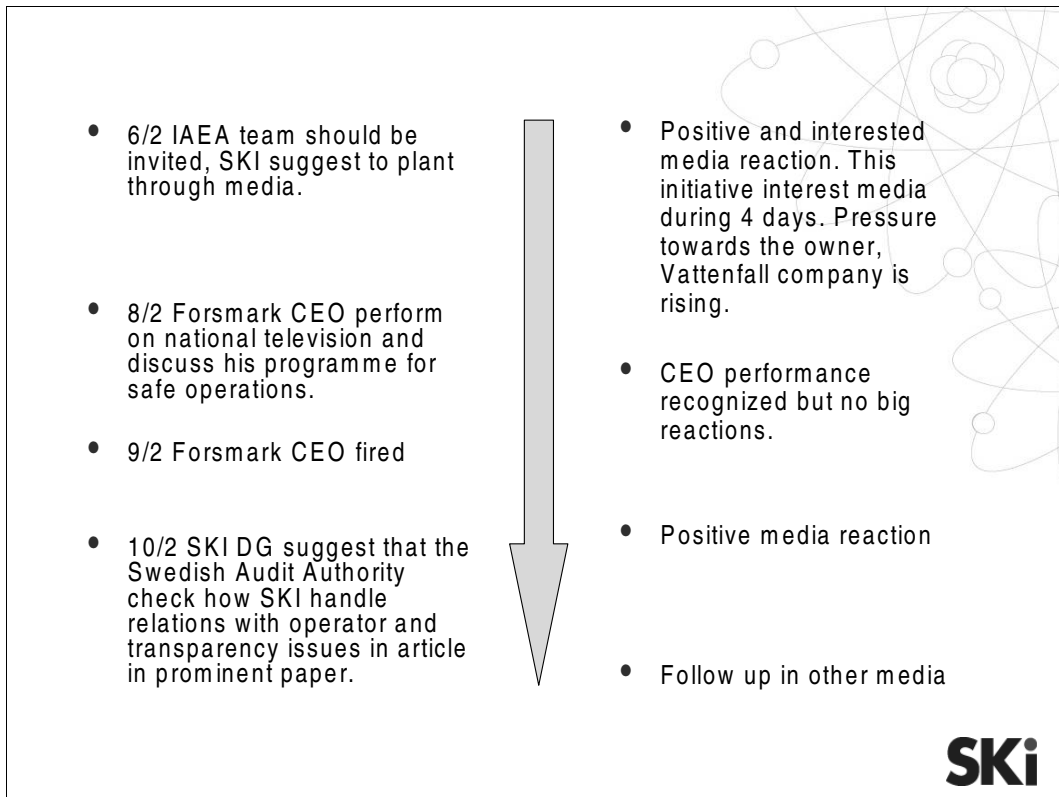 • 6/2 IAEA team should be
invited, SKI suggest to plant
through media.
• 8/2 Forsmark CEO perform
on national television and
discuss his programme for
safe operations.
• 9/2 Forsmark CEO fired
• 10/2 SKI DG suggest that the
Swedish Audit Authority
check how SKI handle
relations with operator and
transparency issues in article
in prominent paper.
• Positive and interested
media reaction. This
initiative interest media
during 4 days. Pressure
towards the owner,
Vattenfall company is
rising.
• CEO performance
recognized but no big
reactions.
• Positive media reaction
• Follow up in other media
SKi